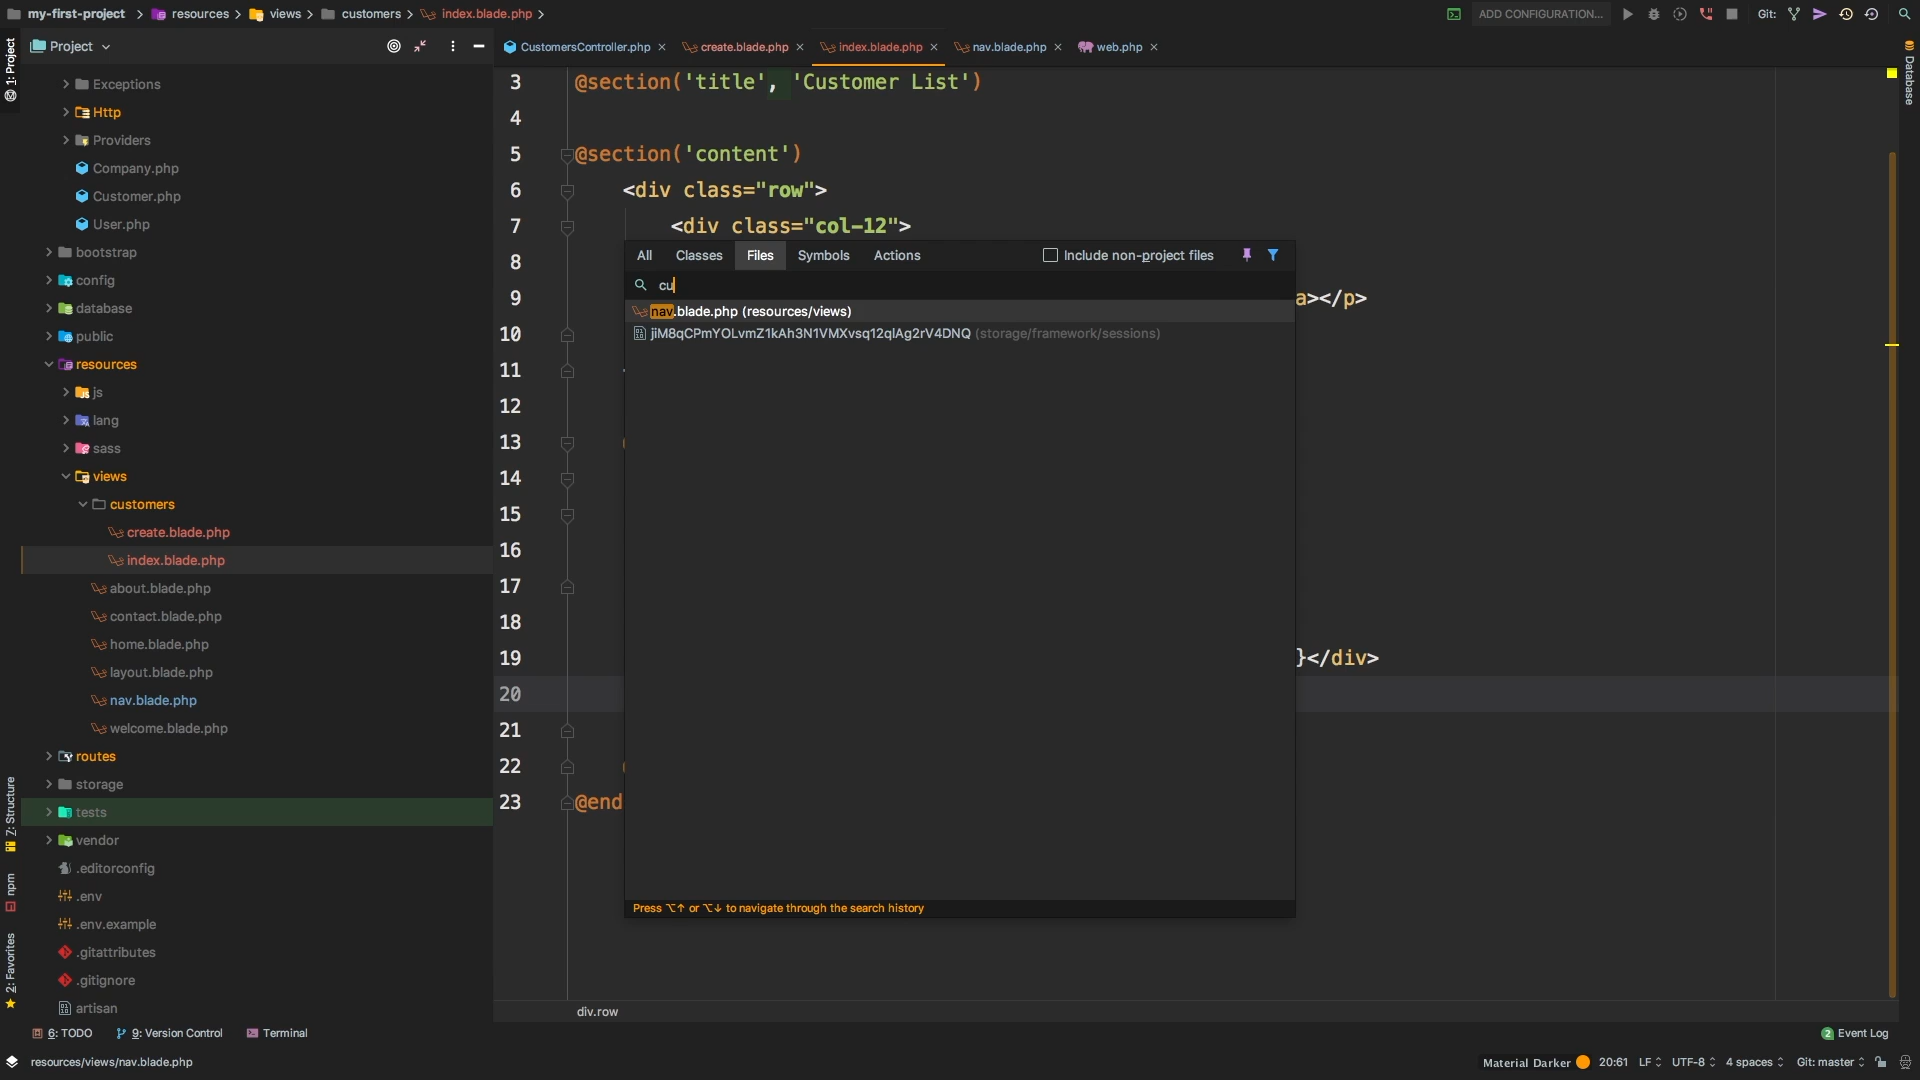 my-first-project resources views customers index.blade.php
ADD CONFIGURATION...
Git:
1: Project
Project
CustomersController.php
create.blade.php
index.blade.php
nav.blade.php
web.php
Database
Exceptions
Http
Providers
Company.php
Customer.php
User.php
bootstrap
config
database
public
resources
js
lang
sass
views
customers
create.blade.php
index.blade.php
about.blade.php
contact.blade.php
home.blade.php
layout.blade.php
nav.blade.php
welcome.blade.php
routes
storage
tests
vendor
.editorconfig
.env
.env.example
.gitattributes
.gitignore
artisan
Z: Structure
npm
2: Favorites
3 @section('title', 'Customer List')
4
5 @section('content')
6 <div class="row">
7 <div class="col-12">
8
9 a></p>
10
11
12
13
14
15
16
17
18
19 }</div>
20
21
22
23 @end
All Classes Files Symbols Actions Include non-project files
cu
nav.blade.php (resources/views)
jiM8qCPmYOLvmZ1kAh3N1VMXvsq12qlAg2rV4DNQ (storage/framework/sessions)
Press ⌥↑ or ⌥↓ to navigate through the search history
div.row
6: TODO 9: Version Control Terminal
2 Event Log
resources/views/nav.blade.php
Material Darker 20:61 LF UTF-8 4 spaces Git: master